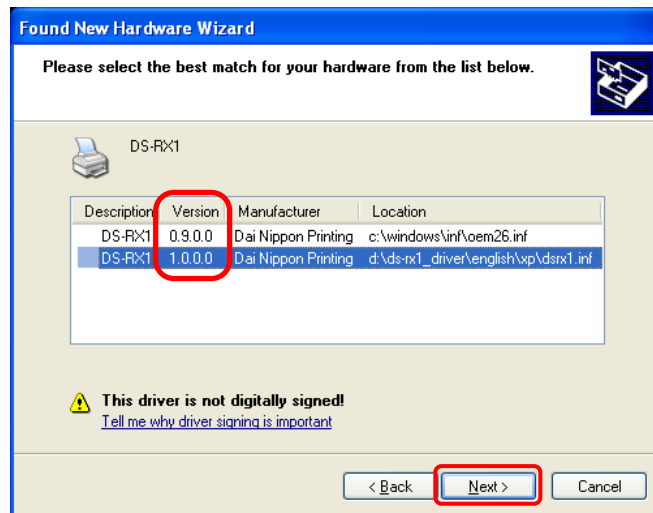 Found New Hardware Wizard
Please select the best match for your hardware from the list below.
DS-RX1
Description Version Manufacturer Location
DS-RX1 0.9.0.0 Dai Nippon Printing c:\windows\inf\oem26.inf
DS-RX1 1.0.0.0 Dai Nippon Printing d:\ds-rx1_driver\english\xp\dsrx1.inf
This driver is not digitally signed!
Tell me why driver signing is important
< Back Next > Cancel